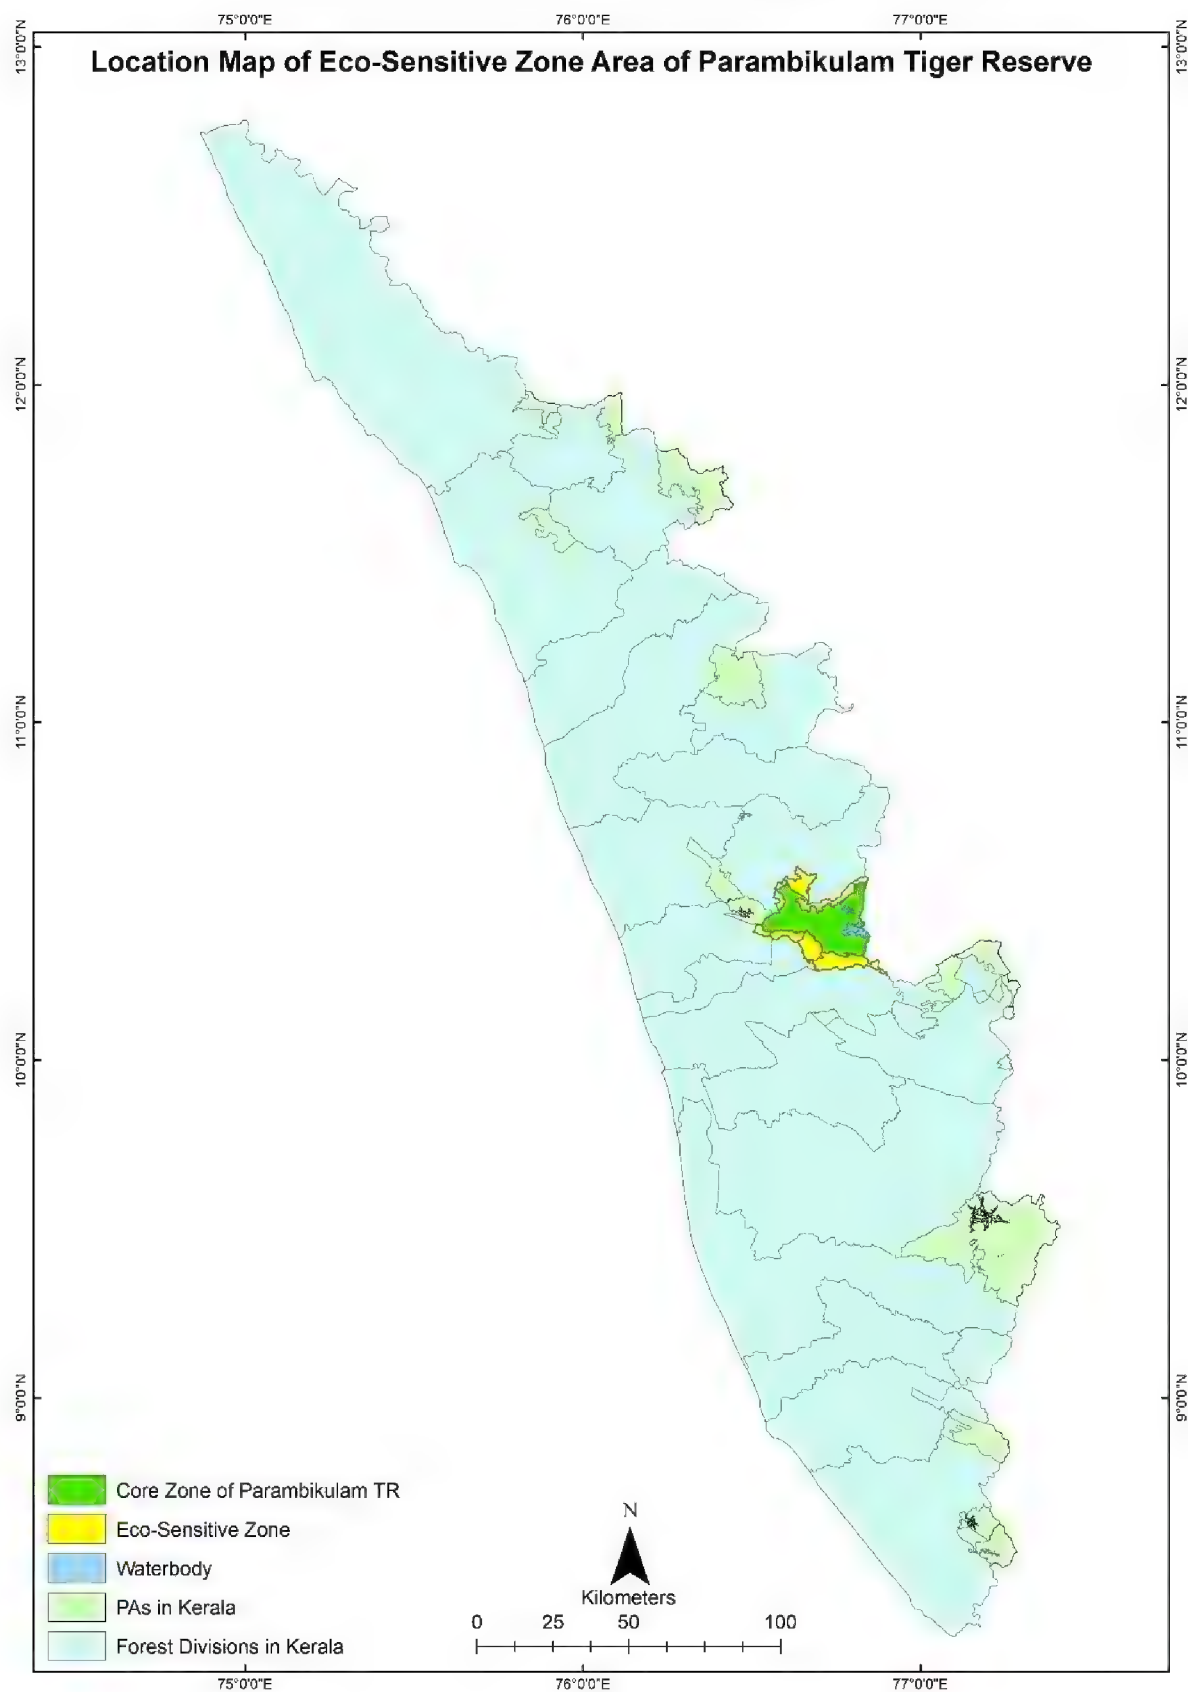 75°0'0"E 76°0'0"E 77°0'0"E
13°0'0"N 13°0'0"N
Location Map of Eco-Sensitive Zone Area of Parambikulam Tiger Reserve
12°0'0"N 12°0'0"N
11°0'0"N 11°0'0"N
10°0'0"N 10°0'0"N
9°0'0"N 9°0'0"N
Core Zone of Parambikulam TR
Eco-Sensitive Zone
Waterbody
PAs in Kerala
Forest Divisions in Kerala
N
Kilometers
0 25 50 100
75°0'0"E 76°0'0"E 77°0'0"E